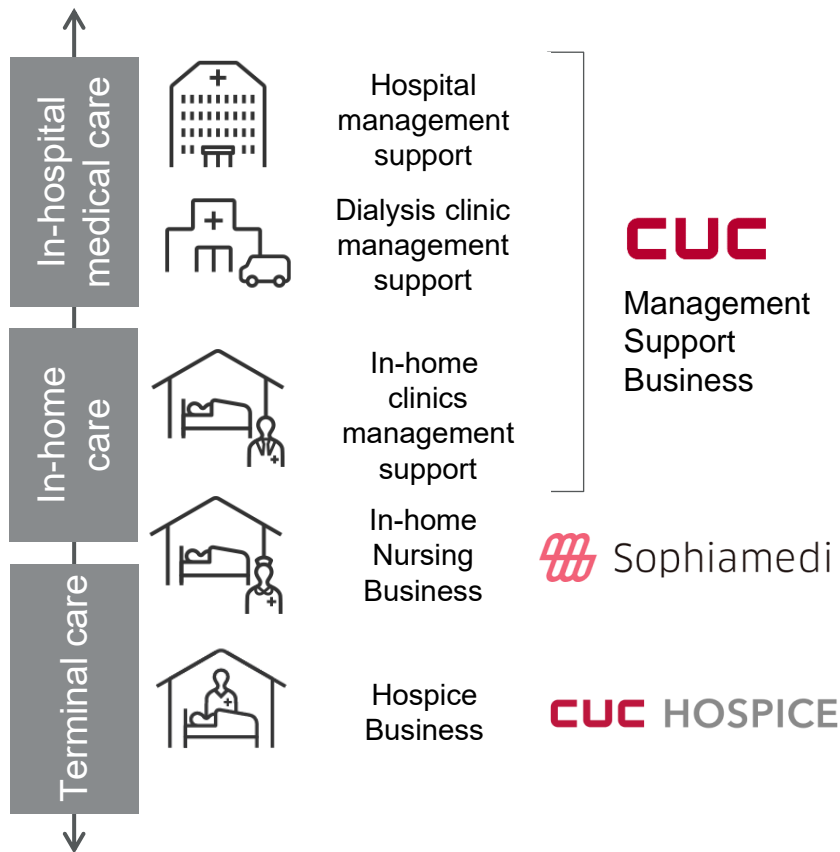 In-hospital
medical care
Hospital
management
support
Dialysis clinic
management
support
CUC
Management
Support
Business
In-home
care
In-home
clinics
management
support
In-home
Nursing
Business
Sophiamedi
Terminal care
Hospice
Business
CUC HOSPICE